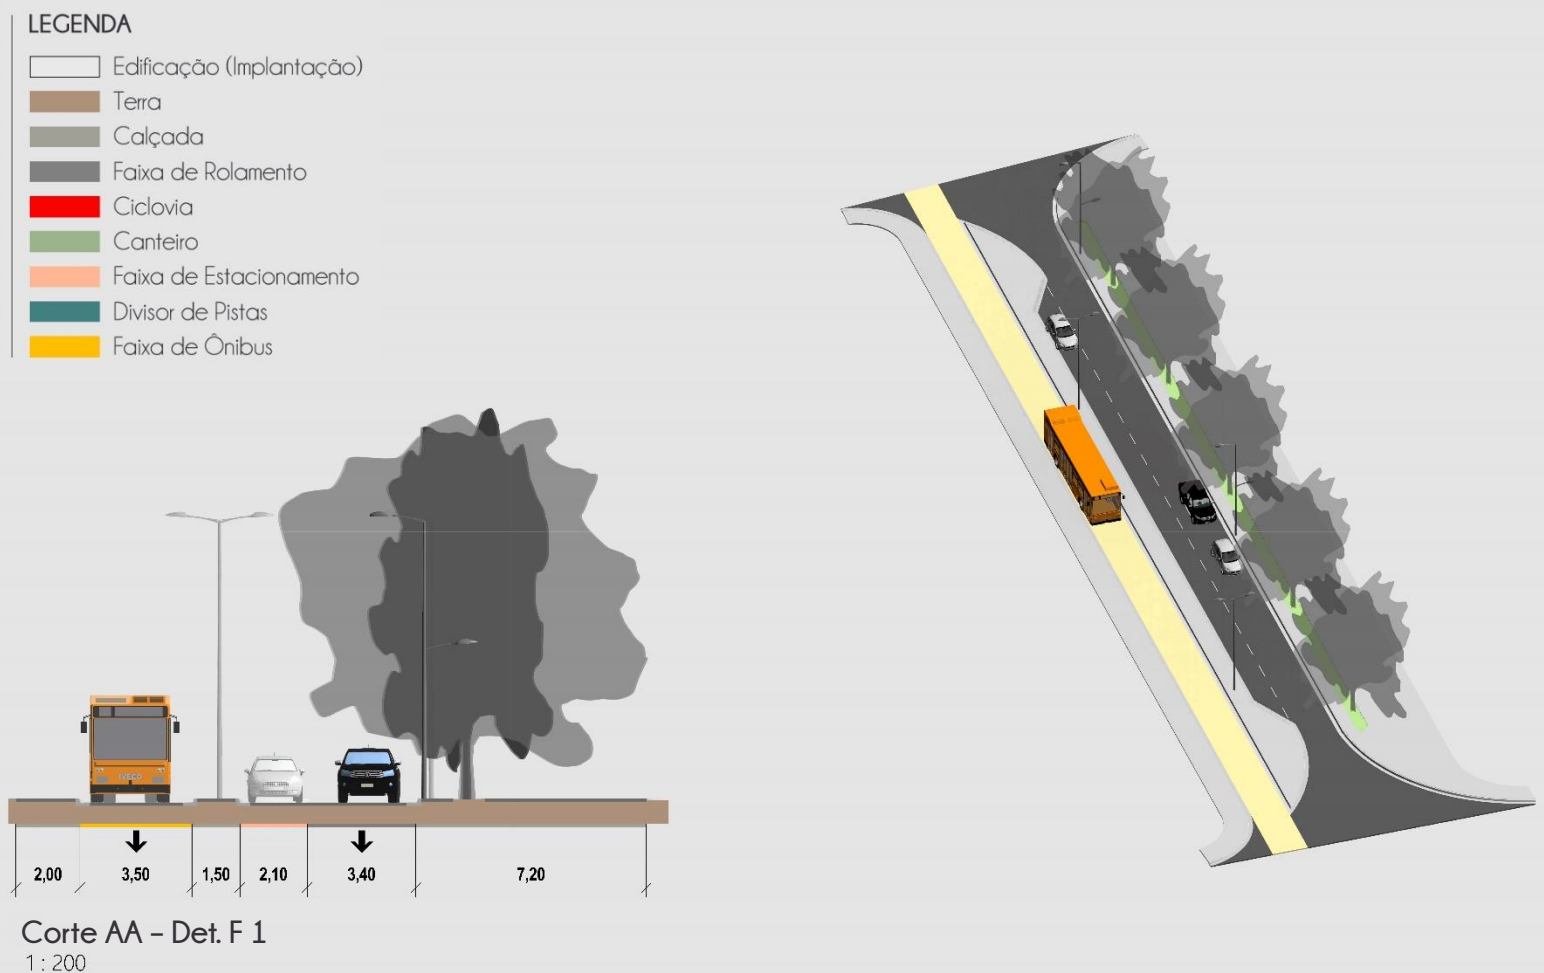 LEGENDA
Edificação (Implantação)
Terra
Calçada
Faixa de Rolamento
Ciclovia
Canteiro
Faixa de Estacionamento
Divisor de Pistas
Faixa de Ônibus
IVECO
2,00 3,50 1,50 2,10 3,40 7,20
Corte AA – Det. F 1
1 : 200